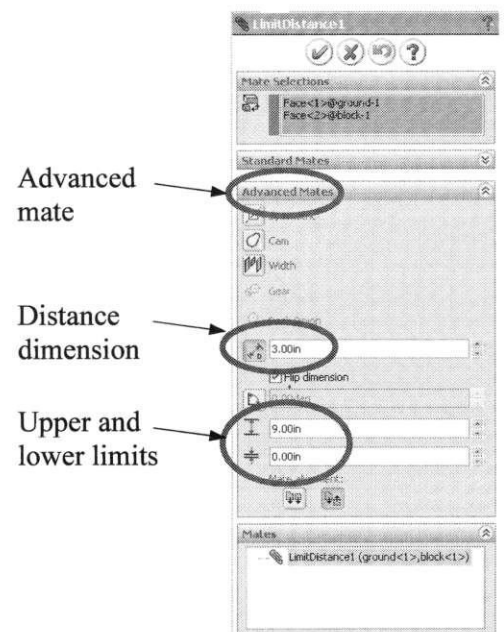 LimitDistance1
Mate Selections
Face<1>@ground-1
Face<2>@block-1
Standard Mates
Advanced mate
Advanced Mates
Cam
Width
Gear
Distance dimension
3.00in
Flip dimension
Upper and lower limits
9.00in
0.00in
Mates
LimitDistance1 (ground<1>,block<1>)